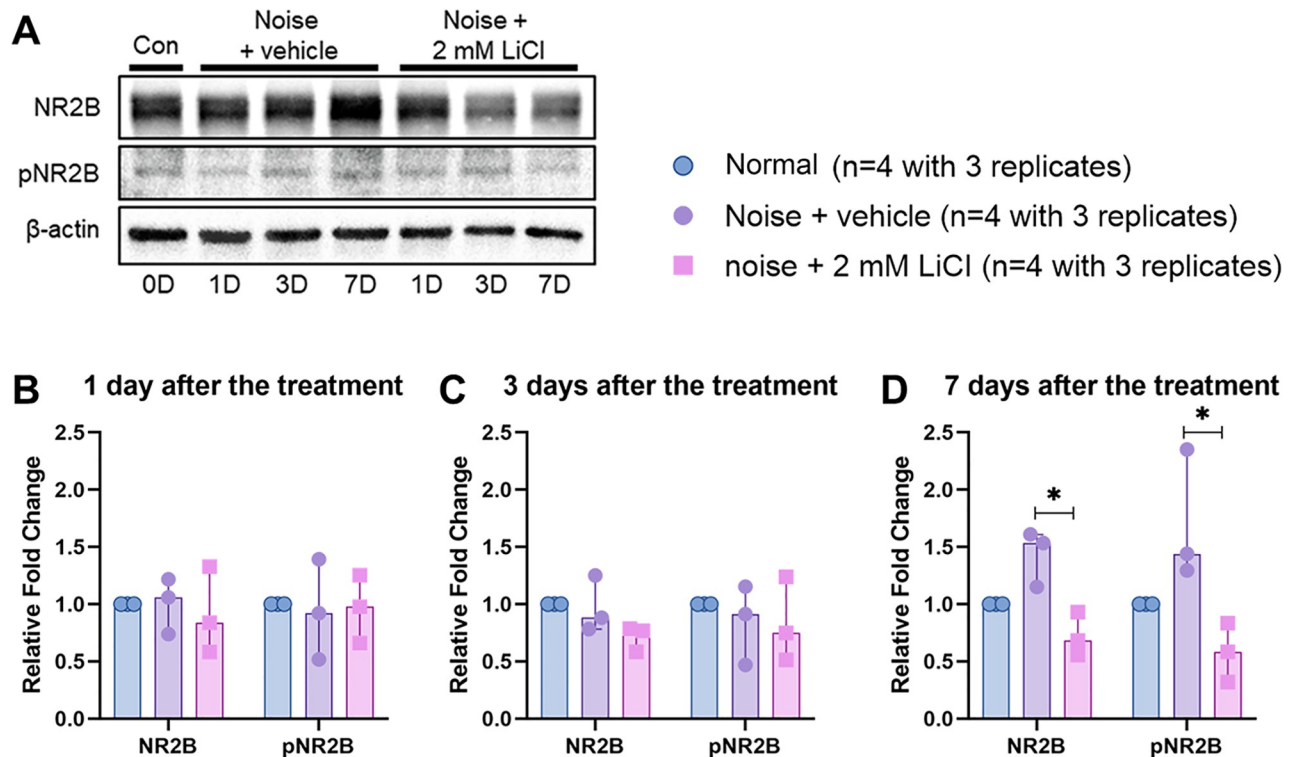 A
Con
Noise
+ vehicle
Noise +
2 mM LiCl
NR2B
pNR2B
β-actin
0D 1D 3D 7D 1D 3D 7D
Normal (n=4 with 3 replicates)
Noise + vehicle (n=4 with 3 replicates)
noise + 2 mM LiCl (n=4 with 3 replicates)
B 1 day after the treatment
Relative Fold Change
2.5
2.0
1.5
1.0
0.5
0.0
NR2B pNR2B
C 3 days after the treatment
Relative Fold Change
2.5
2.0
1.5
1.0
0.5
0.0
NR2B pNR2B
D 7 days after the treatment
Relative Fold Change
2.5
2.0
1.5
1.0
0.5
0.0
*
*
NR2B pNR2B